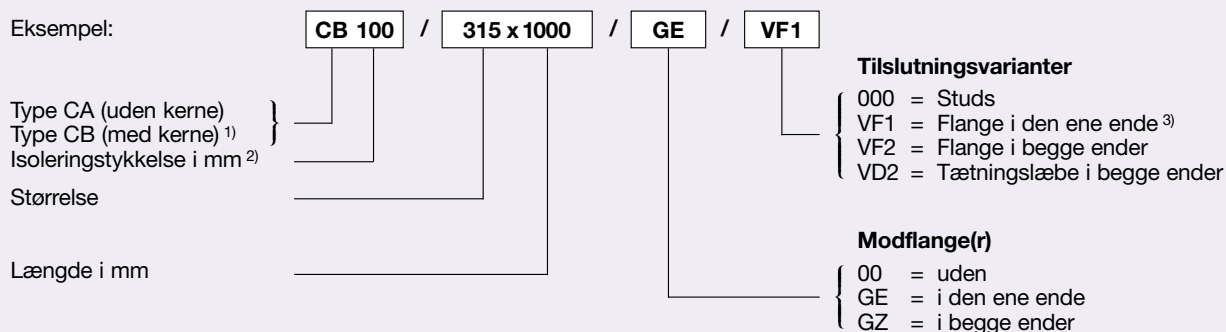 Eksempel: CB 100 / 315 x 1000 / GE / VF1
Type CA (uden kerne)
Type CB (med kerne) 1)
Isoleringstykkelse i mm 2)
Størrelse
Længde i mm
Tilslutningsvarianter
000 = Studs
VF1 = Flange i den ene ende 3)
VF2 = Flange i begge ender
VD2 = Tætningslæbe i begge ender
Modflange(r)
00 = uden
GE = i den ene ende
GZ = i begge ender